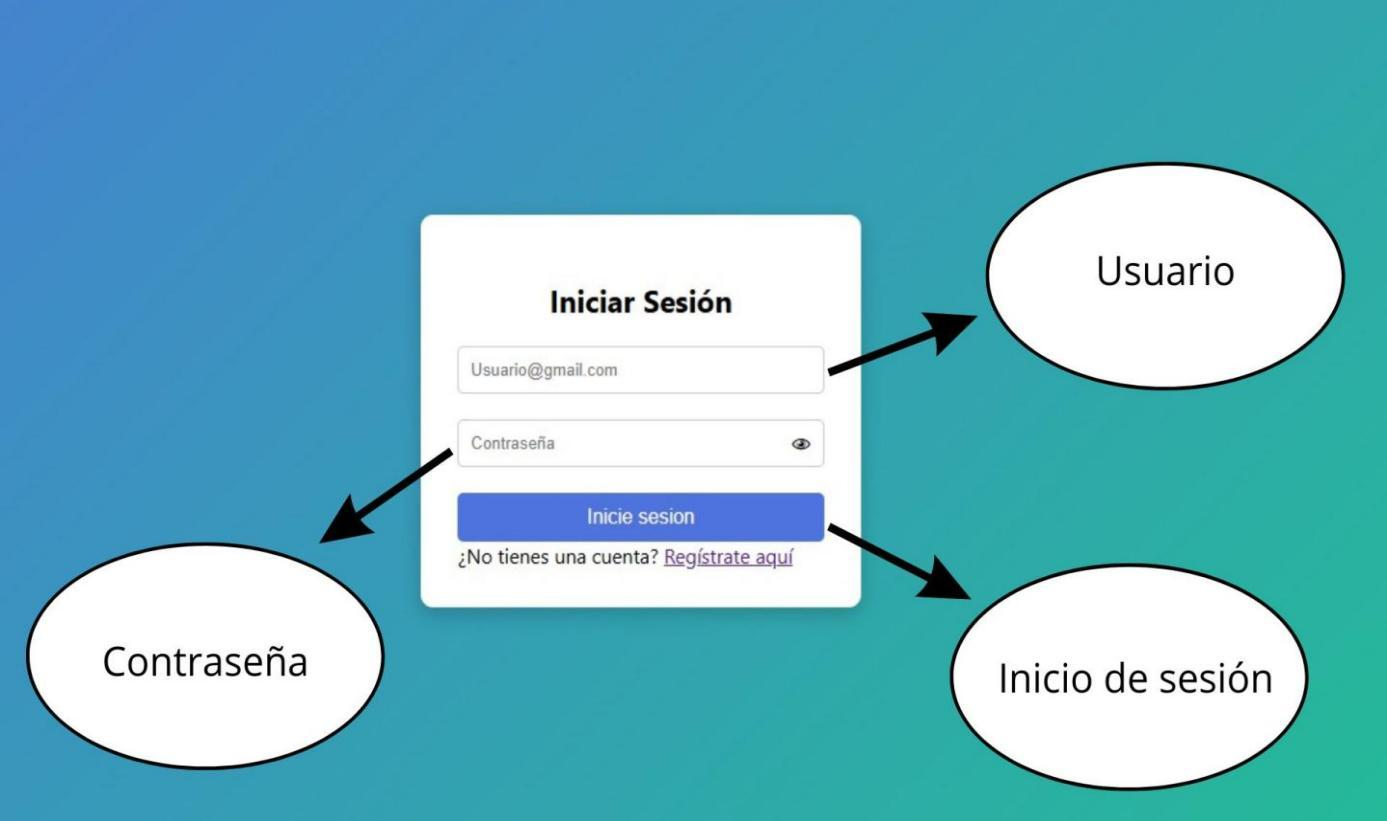 Usuario
Iniciar Sesión
Usuario@gmail.com
Contraseña
Inicie sesion
¿No tienes una cuenta? Regístrate aquí
Contraseña
Inicio de sesión